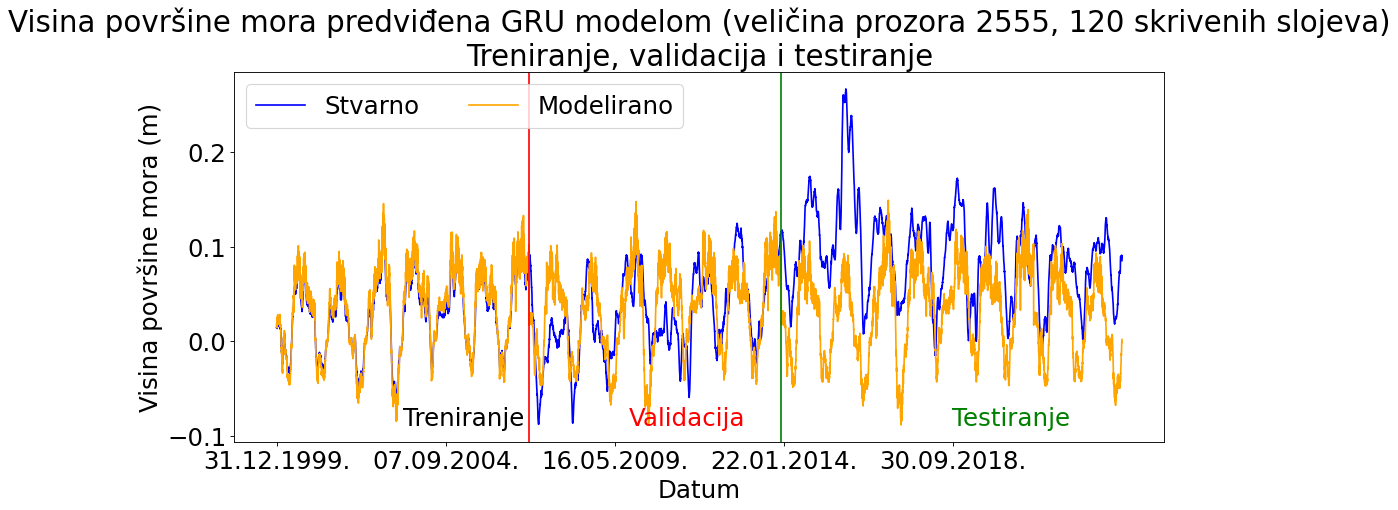 Visina površine mora predviđena GRU modelom (veličina prozora 2555, 120 skrivenih slojeva)
Treniranje, validacija i testiranje
Stvarno
Modelirano
Visina površine mora (m)
0.2
0.1
0.0
−0.1
Treniranje
Validacija
Testiranje
31.12.1999.
07.09.2004.
16.05.2009.
22.01.2014.
30.09.2018.
Datum